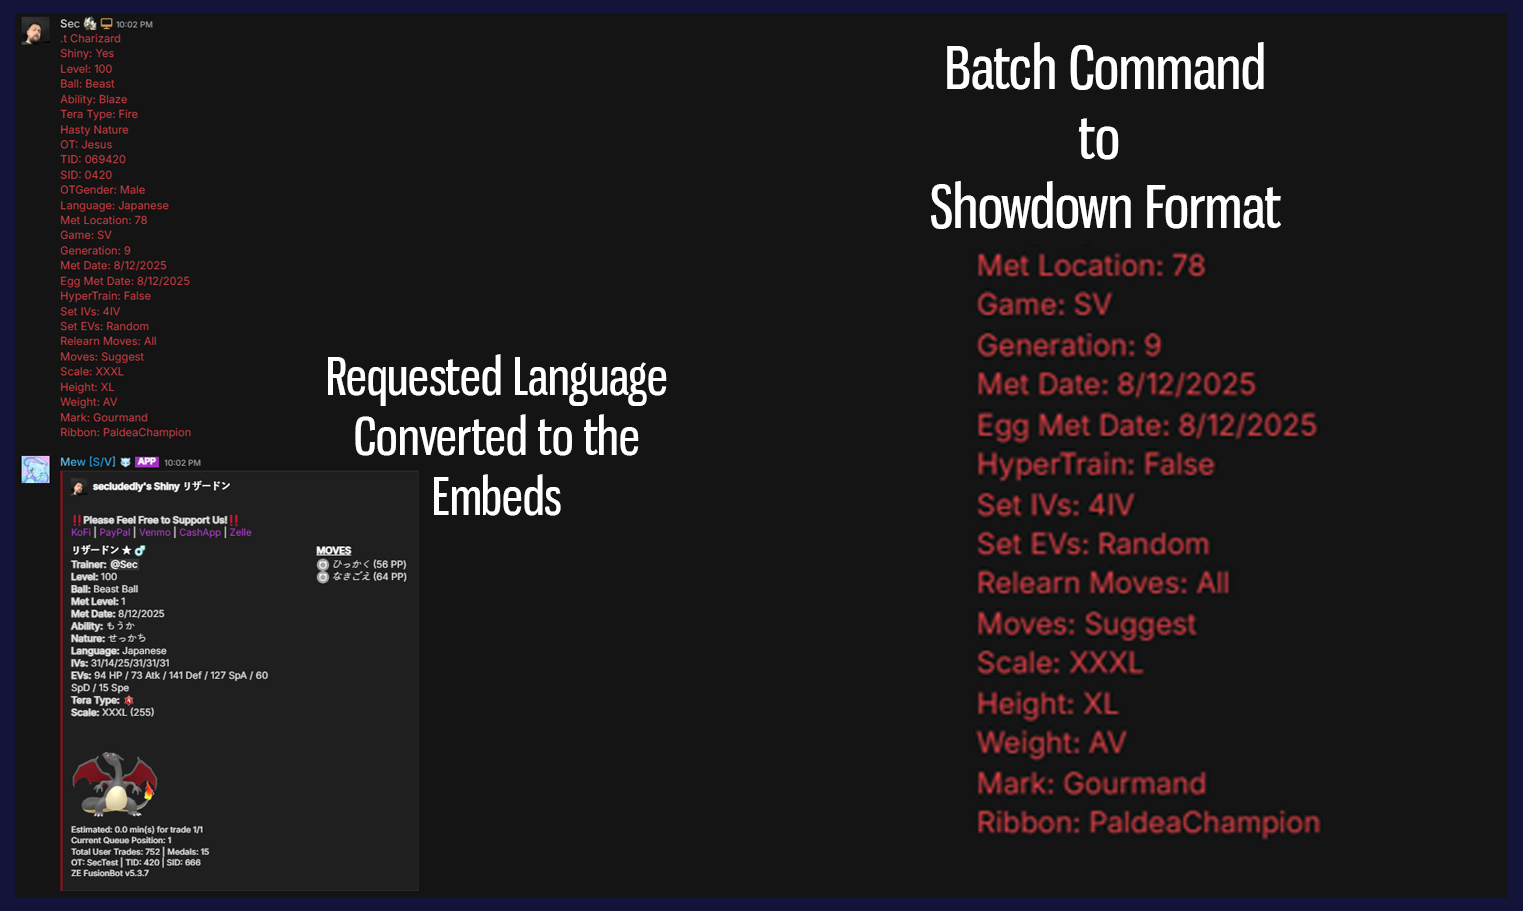 Sec 10:02 PM
.t Charizard
Shiny: Yes
Level: 100
Ball: Beast
Ability: Blaze
Tera Type: Fire
Hasty Nature
OT: Jesus
TID: 069420
SID: 0420
OTGender: Male
Language: Japanese
Met Location: 78
Game: SV
Generation: 9
Met Date: 8/12/2025
Egg Met Date: 8/12/2025
HyperTrain: False
Set IVs: 4IV
Set EVs: Random
Relearn Moves: All
Moves: Suggest
Scale: XXXL
Height: XL
Weight: AV
Mark: Gourmand
Ribbon: PaldeaChampion
Mew [S/V] APP 10:02 PM
secludedly's Shiny リザードン
‼️Please Feel Free to Support Us!‼️
KoFi | PayPal | Venmo | CashApp | Zelle
リザードン ★ ♂
Trainer: @Sec
Level: 100
Ball: Beast Ball
Met Level: 1
Met Date: 8/12/2025
Ability: もうか
Nature: せっかち
Language: Japanese
IVs: 31/14/25/31/31/31
EVs: 94 HP / 73 Atk / 141 Def / 127 SpA / 60
SpD / 15 Spe
Tera Type:
Scale: XXXL (255)
MOVES
ひっかく (56 PP)
なきごえ (64 PP)
Estimated: 0.0 min(s) for trade 1/1
Current Queue Position: 1
Total User Trades: 752 | Medals: 15
OT: SecTest | TID: 420 | SID: 666
ZE FusionBot v5.3.7
Requested Language
Converted to the
Embeds
Batch Command
to
Showdown Format
Met Location: 78
Game: SV
Generation: 9
Met Date: 8/12/2025
Egg Met Date: 8/12/2025
HyperTrain: False
Set IVs: 4IV
Set EVs: Random
Relearn Moves: All
Moves: Suggest
Scale: XXXL
Height: XL
Weight: AV
Mark: Gourmand
Ribbon: PaldeaChampion